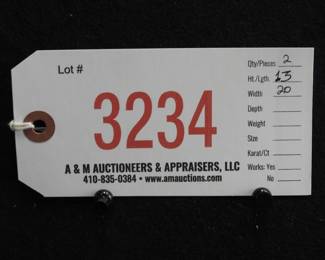 Lot #
3234
A & M AUCTIONEERS & APPRAISERS, LLC
410-835-0384 • www.amauctions.com
Qty/Pieces 2
Ht./Lgth. 13
Width 20
Depth
Weight
Size
Karat/Ct
Works: Yes
No